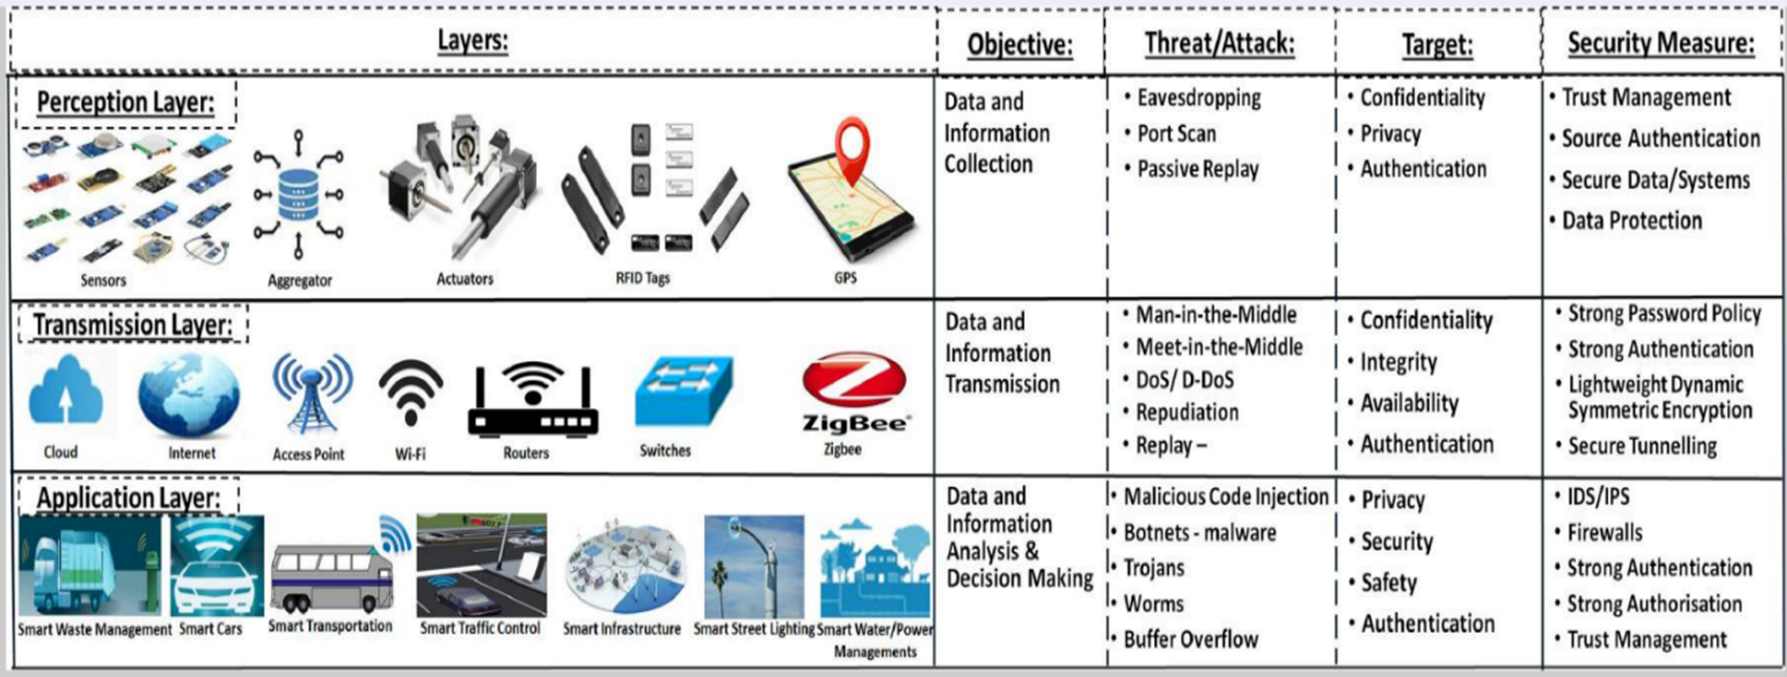 Layers:
Objective:
Threat/Attack:
Target:
Security Measure:
Perception Layer:
Sensors
Aggregator
Actuators
RFID Tags
GPS
Data and
Information
Collection
• Eavesdropping
• Port Scan
• Passive Replay
• Confidentiality
• Privacy
• Authentication
• Trust Management
• Source Authentication
• Secure Data/Systems
• Data Protection
Transmission Layer:
Cloud
Internet
Access Point
Wi-Fi
Routers
Switches
ZigBee
Zigbee
Data and
Information
Transmission
• Man-in-the-Middle
• Meet-in-the-Middle
• DoS/ D-DoS
• Repudiation
• Replay –
• Confidentiality
• Integrity
• Availability
• Authentication
• Strong Password Policy
• Strong Authentication
• Lightweight Dynamic
Symmetric Encryption
• Secure Tunnelling
Application Layer:
Smart Waste Management
Smart Cars
Smart Transportation
Smart Traffic Control
Smart Infrastructure
Smart Street Lighting
Smart Water/Power
Managements
Data and
Information
Analysis &
Decision Making
• Malicious Code Injection
• Botnets - malware
• Trojans
• Worms
• Buffer Overflow
• Privacy
• Security
• Safety
• Authentication
• IDS/IPS
• Firewalls
• Strong Authentication
• Strong Authorisation
• Trust Management